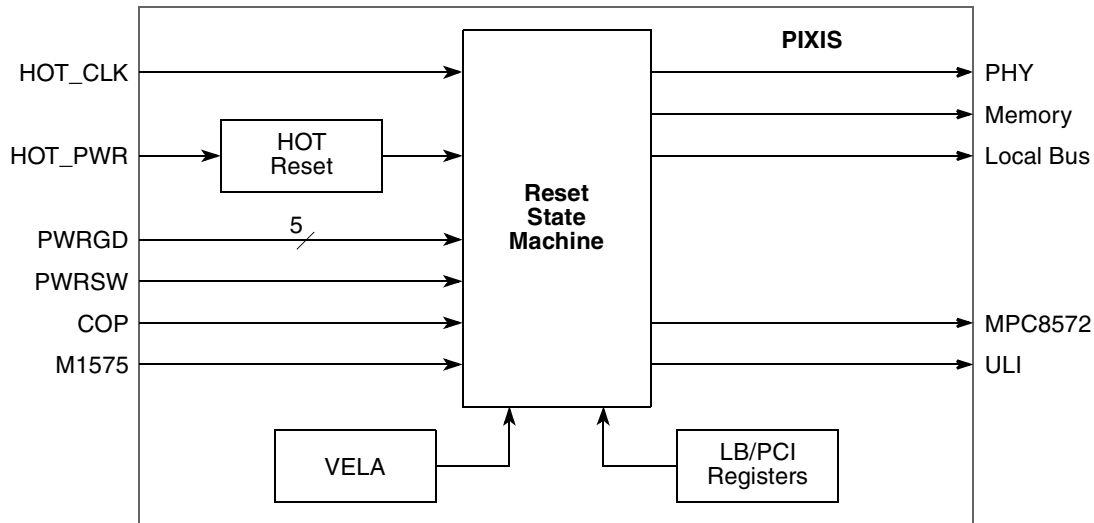 PIXIS
HOT_CLK
PHY
Memory
HOT_PWR
HOT
Reset
Local Bus
Reset
State
Machine
5
PWRGD
PWRSW
COP
MPC8572
M1575
ULI
VELA
LB/PCI
Registers